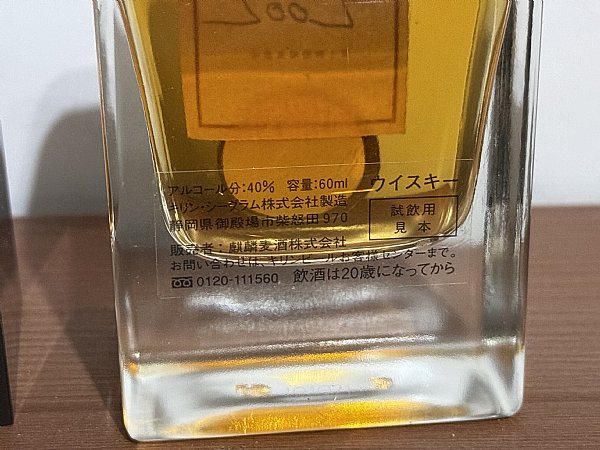 アルコール分:40% 容量:60ml ウイスキー
キリン・シーグラム株式会社製造
静岡県御殿場市柴怒田970
試飲用
見本
販売者:麒麟麦酒株式会社
お問い合わせは、キリンビールお客様センターまで。
0120-111560 飲酒は20歳になってから